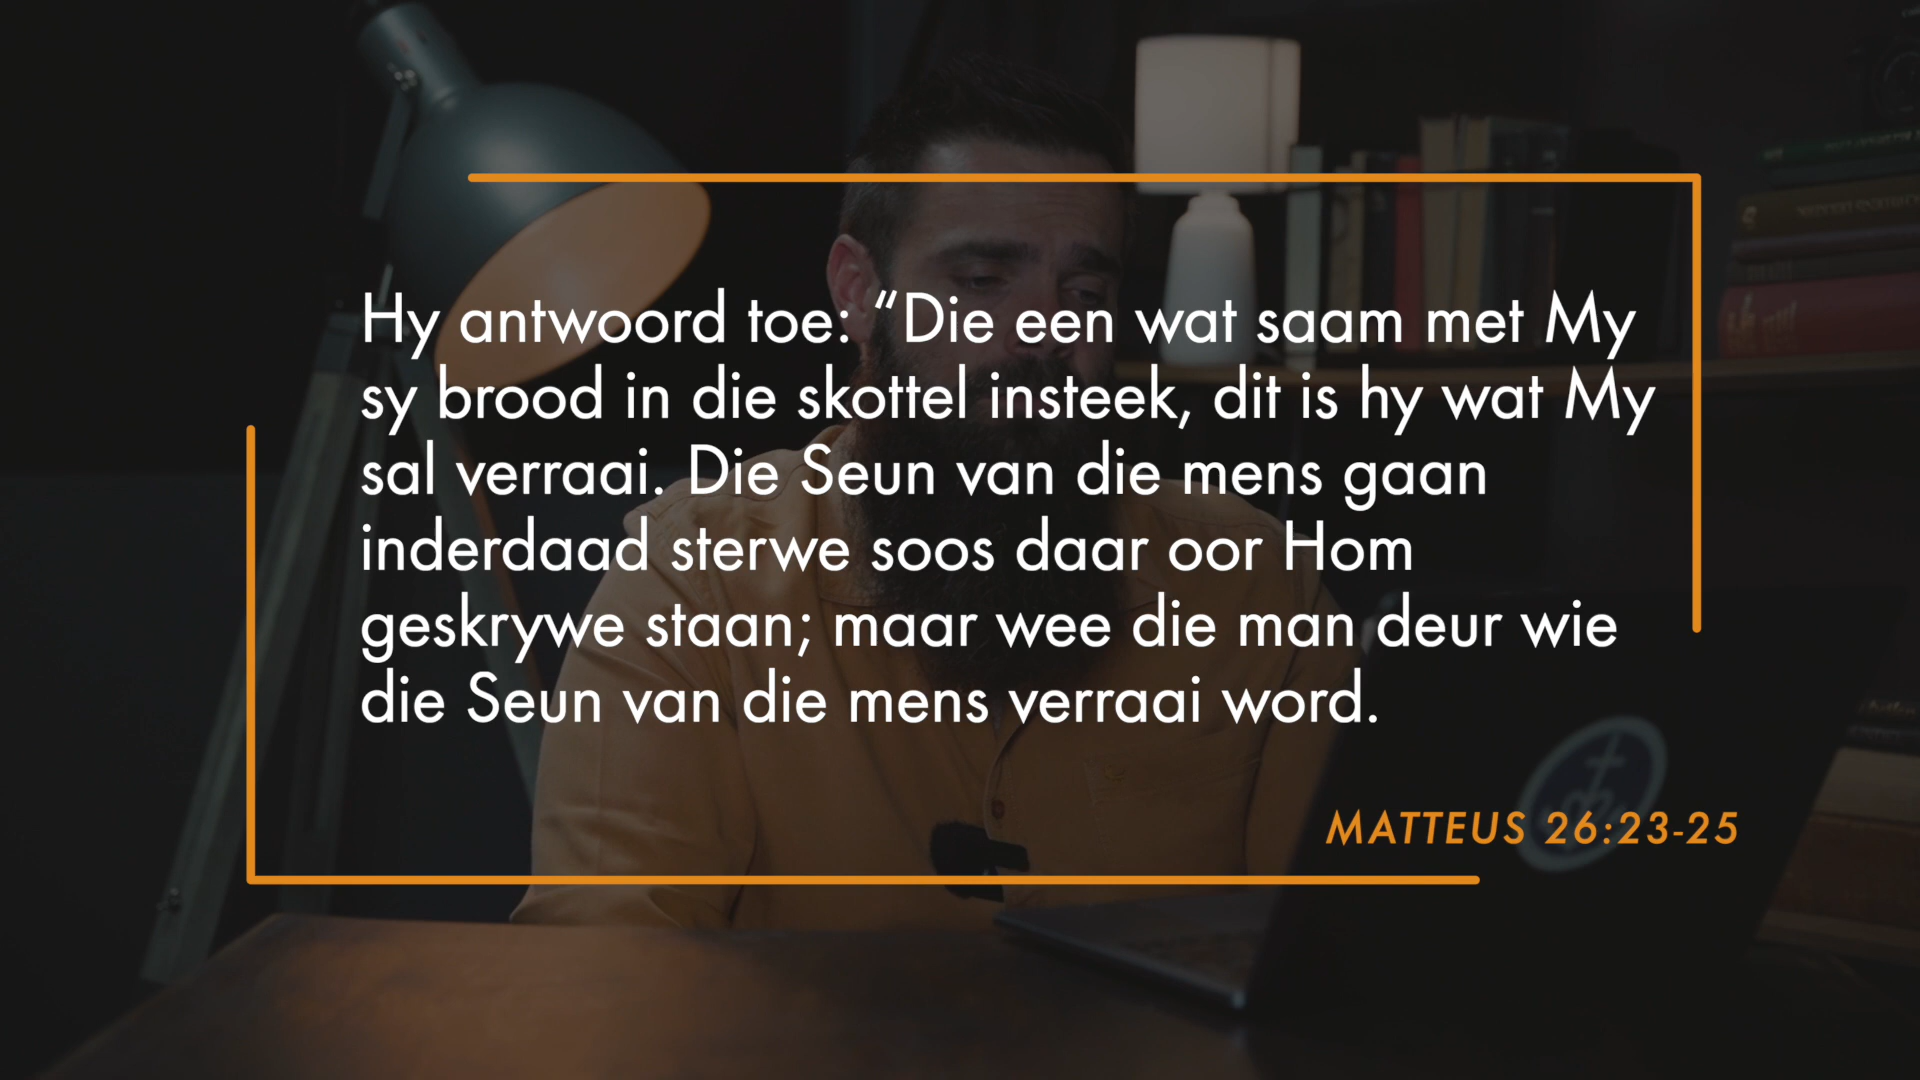 Hy antwoord toe: “Die een wat saam met My
sy brood in die skottel insteek, dit is hy wat My
sal verraai. Die Seun van die mens gaan
inderdaad sterwe soos daar oor Hom
geskrywe staan; maar wee die man deur wie
die Seun van die mens verraai word.
MATTEUS 26:23-25